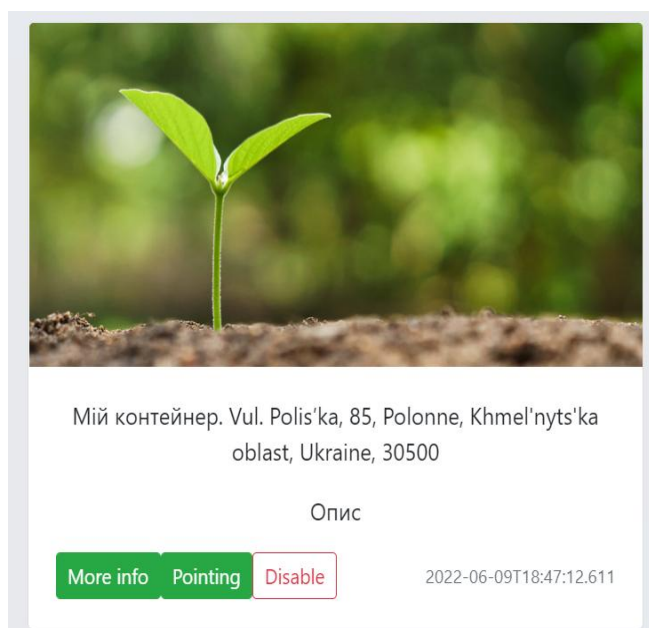 Мій контейнер. Vul. Polis'ka, 85, Polonne, Khmel'nyts'ka
oblast, Ukraine, 30500
Опис
More info Pointing Disable 2022-06-09T18:47:12.611